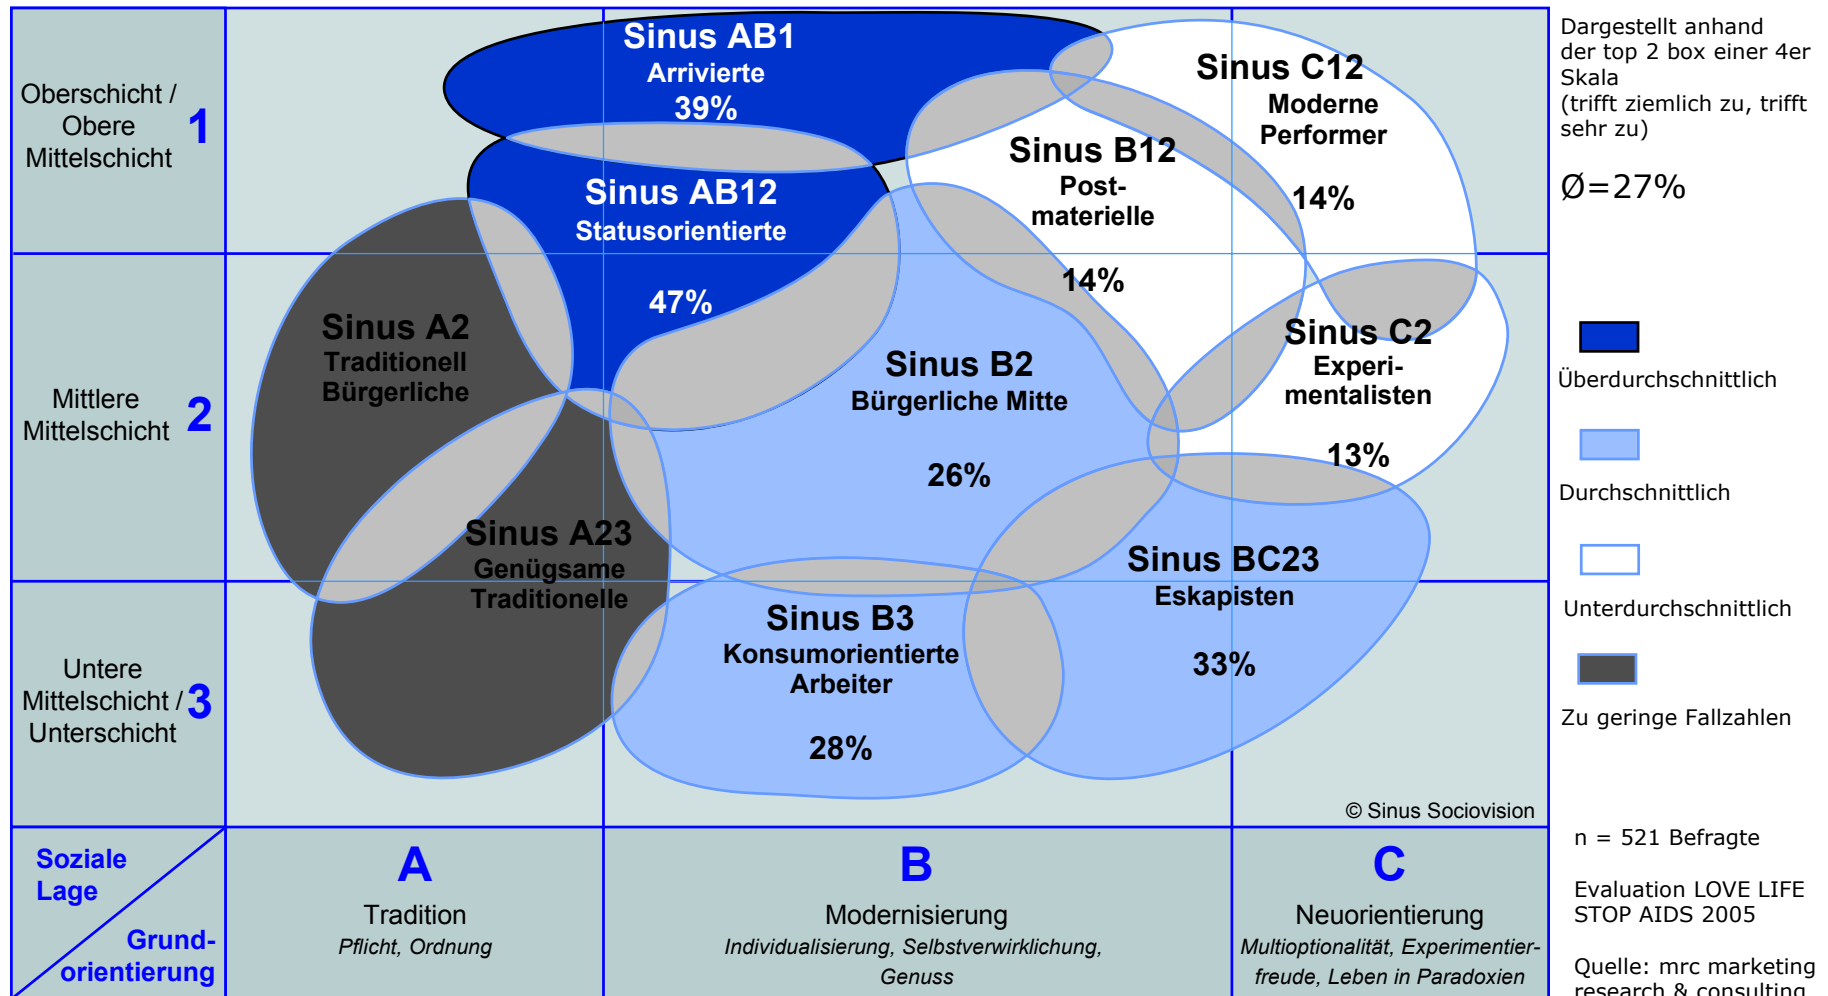 Oberschicht /
Obere
Mittelschicht
1
Mittlere
Mittelschicht
2
Untere
Mittelschicht /
Unterschicht
3
Sinus AB1
Arrivierte
39%
Sinus AB12
Statusorientierte
47%
Sinus C12
Moderne
Performer
14%
Sinus B12
Post-
materielle
14%
Sinus A2
Traditionell
Bürgerliche
Sinus B2
Bürgerliche Mitte
26%
Sinus C2
Experi-
mentalisten
13%
Sinus A23
Genügsame
Traditionelle
Sinus B3
Konsumorientierte
Arbeiter
28%
Sinus BC23
Eskapisten
33%
© Sinus Sociovision
Soziale
Lage
Grund-
orientierung
A
Tradition
Pflicht, Ordnung
B
Modernisierung
Individualisierung, Selbstverwirklichung,
Genuss
C
Neuorientierung
Multioptionalität, Experimentier-
freude, Leben in Paradoxien
Dargestellt anhand
der top 2 box einer 4er
Skala
(trifft ziemlich zu, trifft
sehr zu)
Ø=27%
Überdurchschnittlich
Durchschnittlich
Unterdurchschnittlich
Zu geringe Fallzahlen
n = 521 Befragte
Evaluation LOVE LIFE
STOP AIDS 2005
Quelle: mrc marketing
research & consulting